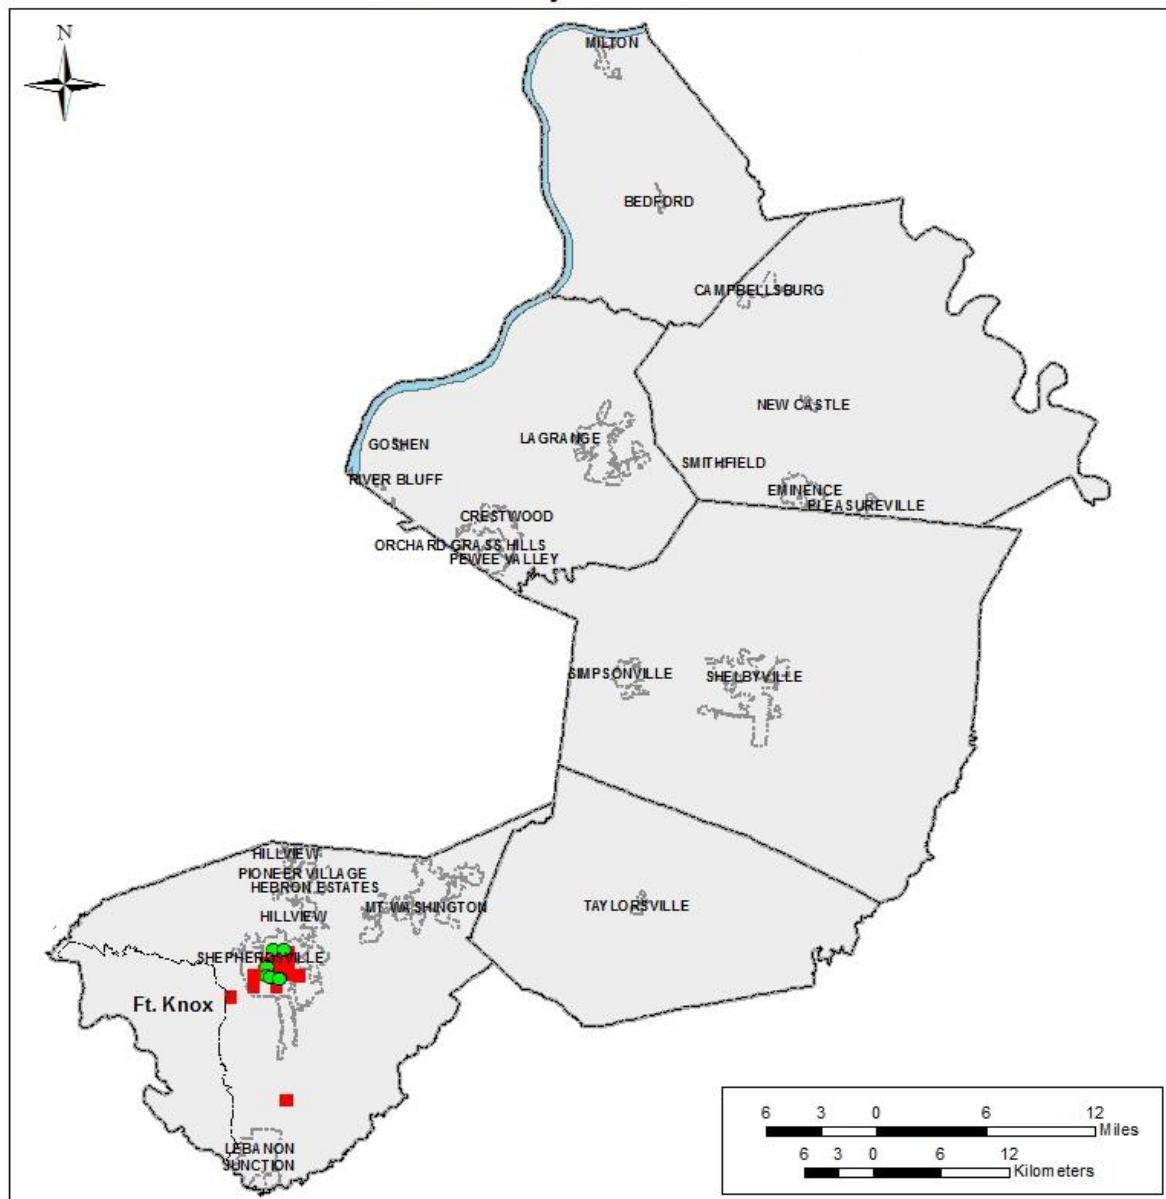 N
MILTON
BEDFORD
CAMPBELLSBURG
NEW CASTLE
GOSHEN
LAGRANGE
SMITHFIELD
RIVER BLUFF
EMINENCE
PLEASUREVILLE
CRESTWOOD
ORCHARD GRASS HILLS
PEWEE VALLEY
SIMPSONVILLE
SHELBYVILLE
HILLVIEW
PIONEER VILLAGE
HEBRON ESTATES
MT WASHINGTON
TAYLORSVILLE
HILLVIEW
SHEPHERDSVILLE
Ft. Knox
LEBANON
JUNCTION
6 3 0 6 12
Miles
6 3 0 6 12
Kilometers